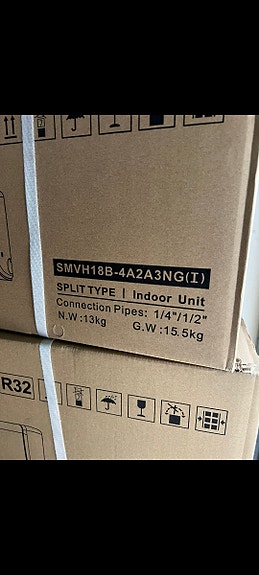 SMVH18B-4A2A3NG(I)
SPLIT TYPE | Indoor Unit
Connection Pipes: 1/4"/1/2"
N.W:13kg G.W:15.5kg
R32